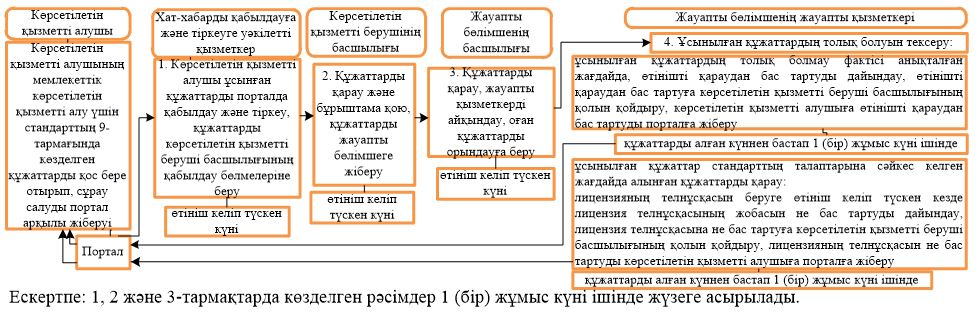 Көрсетілетін
қызметті алушы
Көрсетілетін
қызметті алушының
мемлекеттік
көрсетілетін
қызметті алу үшін
стандарттың 9-
тармағында
көзделген
құжаттарды қос бере
отырып, сұрау
салуды портал
арқылы жіберуі
Портал
Хат-хабарды қабылдауға
және тіркеуге уәкілетті
қызметкер
1. Көрсетілетін қызметті
алушы ұсынған
құжаттарды порталда
қабылдау және тіркеу,
құжаттарды
көрсетілетін қызметті
беруші басшылығының
қабылдау бөлмелеріне
беру
өтініш келіп түскен
күні
Көрсетілетін
қызметті берушінің
басшылығы
2. Құжаттарды
қарау және
бұрыштама қою,
құжаттарды
жауапты
бөлімшеге
жіберу
өтініш келіп
түскен күні
Жауапты
бөлімшенің
басшылығы
3. Құжаттарды
қарау, жауапты
қызметкерді
айқындау, оған
құжаттарды
орындауға беру
өтініш келіп түскен
күні
Жауапты бөлімшенің жауапты қызметкері
4. Ұсынылған құжаттардың толық болуын тексеру:
ұсынылған құжаттардың толық болмау фактісі анықталған
жағдайда, өтінішті қараудан бас тартуды дайындау, өтінішті
қараудан бас тартуға көрсетілетін қызметті беруші басшылығының
қолын қойдыру, көрсетілетін қызметті алушыға өтінішті қараудан
бас тартуды порталға жіберу
құжаттарды алған күннен бастап 1 (бір) жұмыс күні ішінде
ұсынылған құжаттар стандарттың талаптарына сәйкес келген
жағдайда алынған құжаттарды қарау:
лицензияның телнұсқасын беруге өтініш келіп түскен кезде
лицензия телнұсқасының жобасын не бас тартуды дайындау,
лицензия телнұсқасына не бас тартуға көрсетілетін қызметті беруші
басшылығының қолын қойдыру, лицензияның телнұсқасын не бас
тартуды көрсетілетін қызметті алушыға порталға жіберу
құжаттарды алған күннен бастап 1 (бір) жұмыс күні ішінде
Ескертпе: 1, 2 және 3-тармақтарда көзделген рәсімдер 1 (бір) жұмыс күні ішінде жүзеге асырылады.